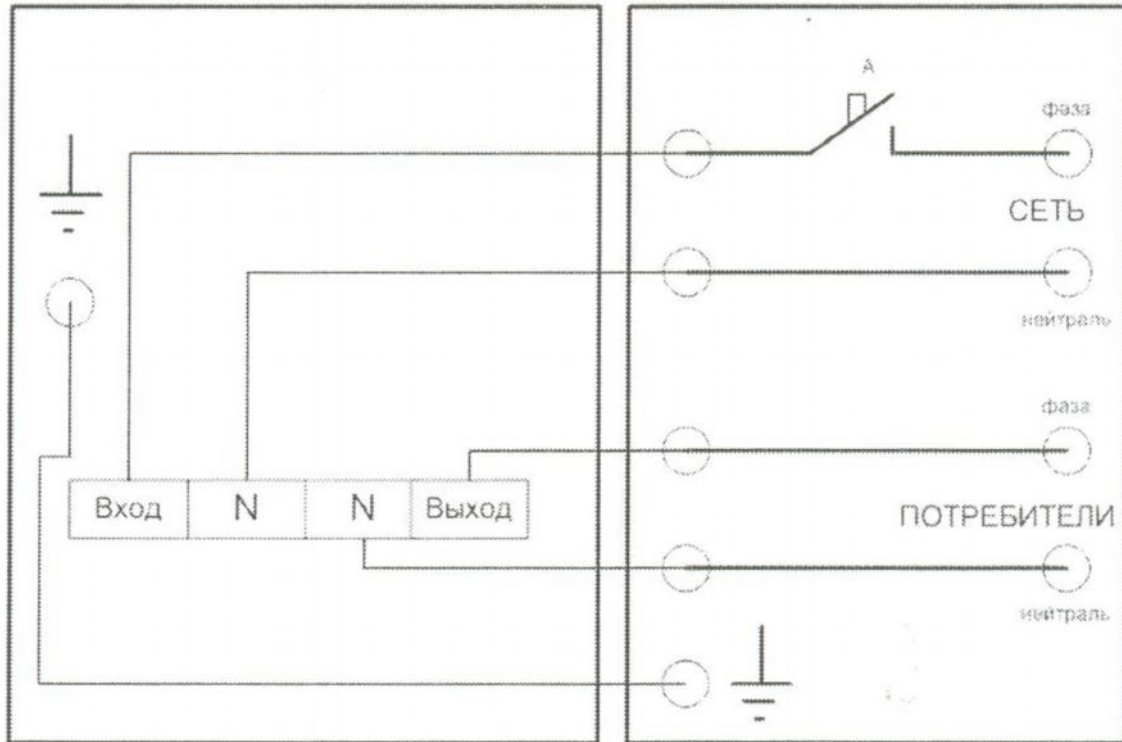 А
фаза
СЕТЬ
нейтраль
фаза
Вход N N Выход
ПОТРЕБИТЕЛИ
нейтраль